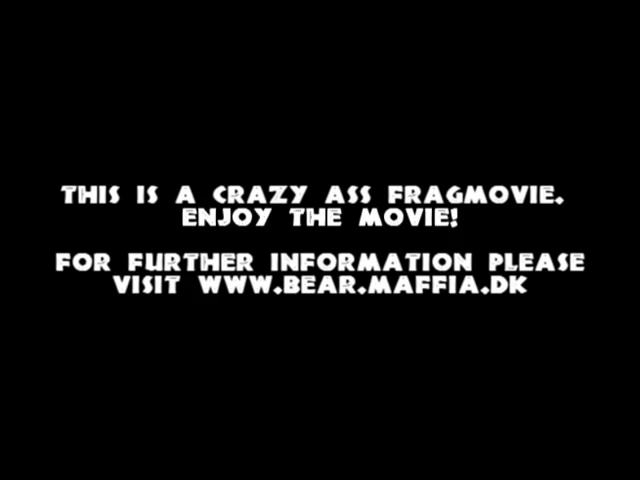 THIS IS A CRAZY ASS FRAGMOVIE.
ENJOY THE MOVIE!
FOR FURTHER INFORMATION PLEASE
VISIT WWW.BEAR.MAFFIA.DK